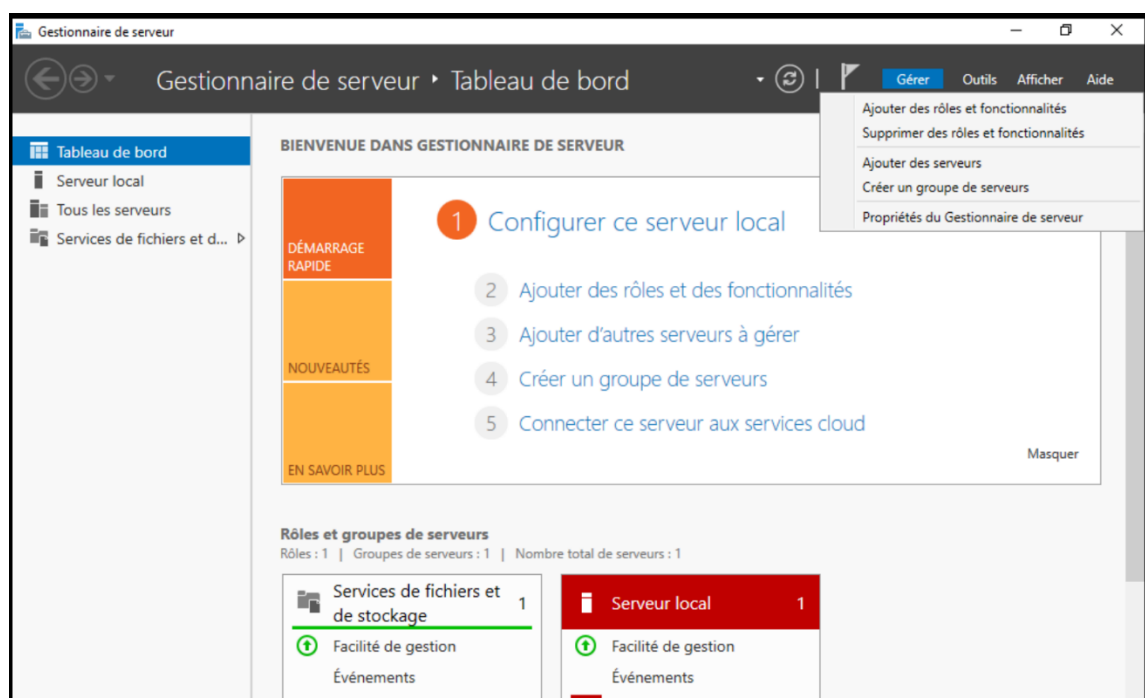 Gestionnaire de serveur
Gestionnaire de serveur ‣ Tableau de bord
Gérer Outils Afficher Aide
Ajouter des rôles et fonctionnalités
Supprimer des rôles et fonctionnalités
Ajouter des serveurs
Créer un groupe de serveurs
Propriétés du Gestionnaire de serveur
Tableau de bord
Serveur local
Tous les serveurs
Services de fichiers et d...
BIENVENUE DANS GESTIONNAIRE DE SERVEUR
DÉMARRAGE
RAPIDE
NOUVEAUTÉS
EN SAVOIR PLUS
1 Configurer ce serveur local
2 Ajouter des rôles et des fonctionnalités
3 Ajouter d’autres serveurs à gérer
4 Créer un groupe de serveurs
5 Connecter ce serveur aux services cloud
Masquer
Rôles et groupes de serveurs
Rôles : 1 | Groupes de serveurs : 1 | Nombre total de serveurs : 1
Services de fichiers et
de stockage
1
Facilité de gestion
Événements
Serveur local 1
Facilité de gestion
Événements